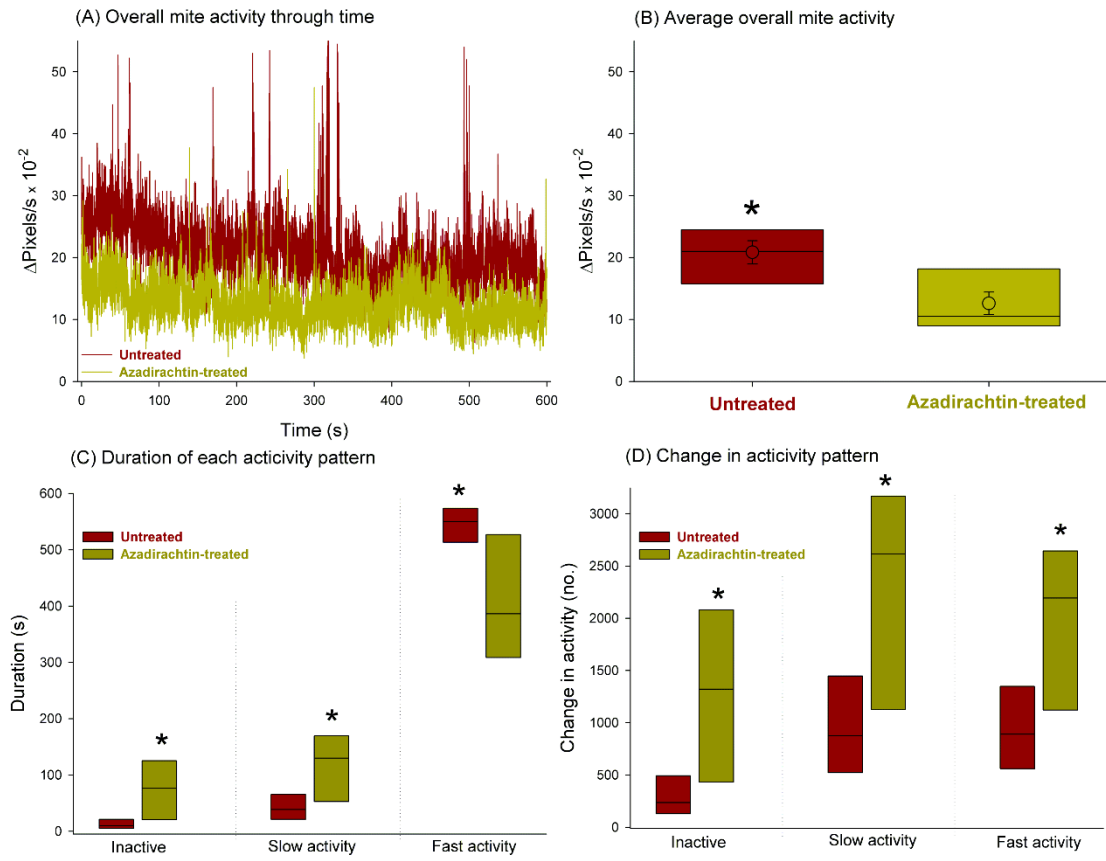 (A) Overall mite activity through time
ΔPixels/s x 10⁻²
50
40
30
20
10
0
Untreated
Azadirachtin-treated
0 100 200 300 400 500 600
Time (s)
(B) Average overall mite activity
ΔPixels/s x 10⁻²
50
40
30
20
10
0
*
Untreated
Azadirachtin-treated
(C) Duration of each acticivity pattern
Duration (s)
600
500
400
300
200
100
0
Untreated
Azadirachtin-treated
*
*
*
Inactive Slow activity Fast activity
(D) Change in acticivity pattern
Change in activity (no.)
3000
2500
2000
1500
1000
500
0
Untreated
Azadirachtin-treated
*
*
*
Inactive Slow activity Fast activity